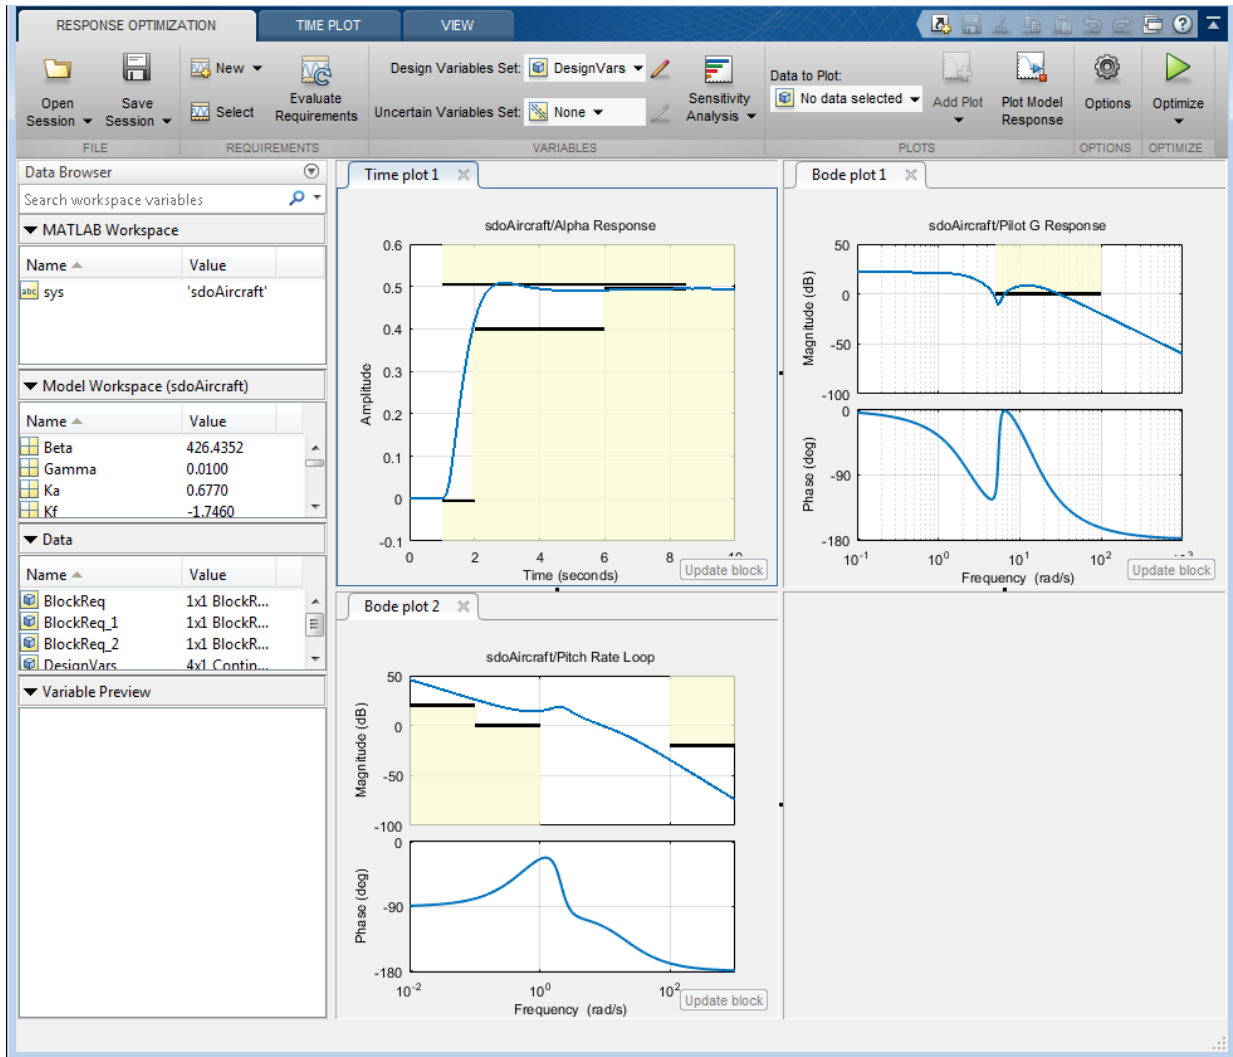 RESPONSE OPTIMIZATION
TIME PLOT
VIEW
Open Session
Save Session
New
Select
Evaluate Requirements
Design Variables Set:
DesignVars
Uncertain Variables Set:
None
Sensitivity Analysis
Data to Plot:
No data selected
Add Plot
Plot Model Response
Options
Optimize
FILE
REQUIREMENTS
VARIABLES
PLOTS
OPTIONS
OPTIMIZE
Data Browser
Search workspace variables
MATLAB Workspace
Name Value
abc sys 'sdoAircraft'
Model Workspace (sdoAircraft)
Name Value
Beta 426.4352
Gamma 0.0100
Ka 0.6770
Kf -1.7460
Data
Name Value
BlockReq 1x1 BlockR...
BlockReq_1 1x1 BlockR...
BlockReq_2 1x1 BlockR...
DesignVars 4x1 Contin...
Variable Preview
Time plot 1
sdoAircraft/Alpha Response
Amplitude
0.6
0.5
0.4
0.3
0.2
0.1
0
-0.1
0 2 4 6 8 10
Time (seconds)
Update block
Bode plot 1
sdoAircraft/Pilot G Response
Magnitude (dB)
50
0
-50
-100
Phase (deg)
0
-90
-180
10-1 100 101 102
Frequency (rad/s)
Update block
Bode plot 2
sdoAircraft/Pitch Rate Loop
Magnitude (dB)
50
0
-50
-100
Phase (deg)
0
-90
-180
10-2 100 102
Frequency (rad/s)
Update block